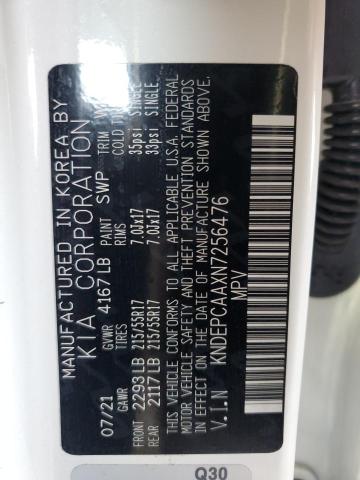 MANUFACTURED IN KOREA BY
KIA CORPORATION
07/21 GVWR 4167LB PAINT SWP TRIM
GAWR TIRES RIMS COLD
FRONT 2293LB 215/55R17 7.0Jx17 35psi SINGLE
REAR 2117LB 215/55R17 7.0Jx17 33psi SINGLE
THIS VEHICLE CONFORMS TO ALL APPLICABLE U.S.A. FEDERAL
MOTOR VEHICLE SAFETY AND THEFT PREVENTION STANDARDS
IN EFFECT ON THE DATE OF MANUFACTURE SHOWN ABOVE.
V.I.N KNDEPCAAXN7256476
MPV
Q30